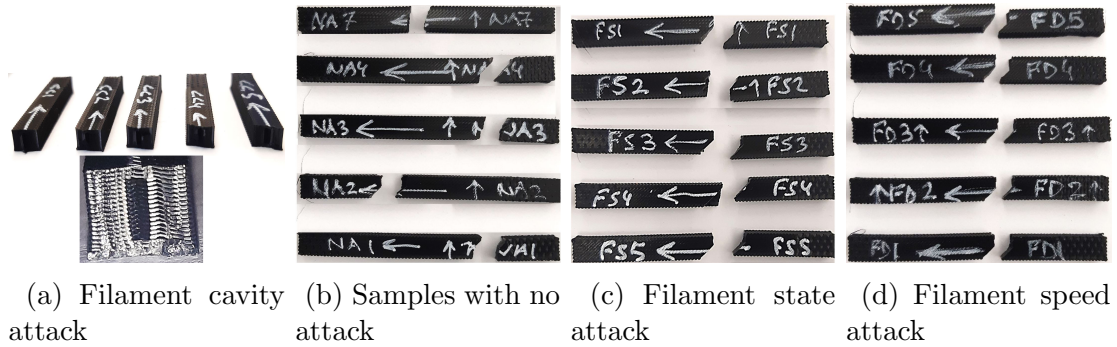 NA7 NA7
NA4
NA3 JA3
NA2 NA2
NA1 JA1
FS1 FS1
FS2 FS2
FS3 FS3
FS4 FS4
FS5 FS5
FD5 FD5
FD4 FD4
FD3 FD3
FD2 FD2
FD1 FD1
(a) Filament cavity
attack
(b) Samples with no
attack
(c) Filament state
attack
(d) Filament speed
attack